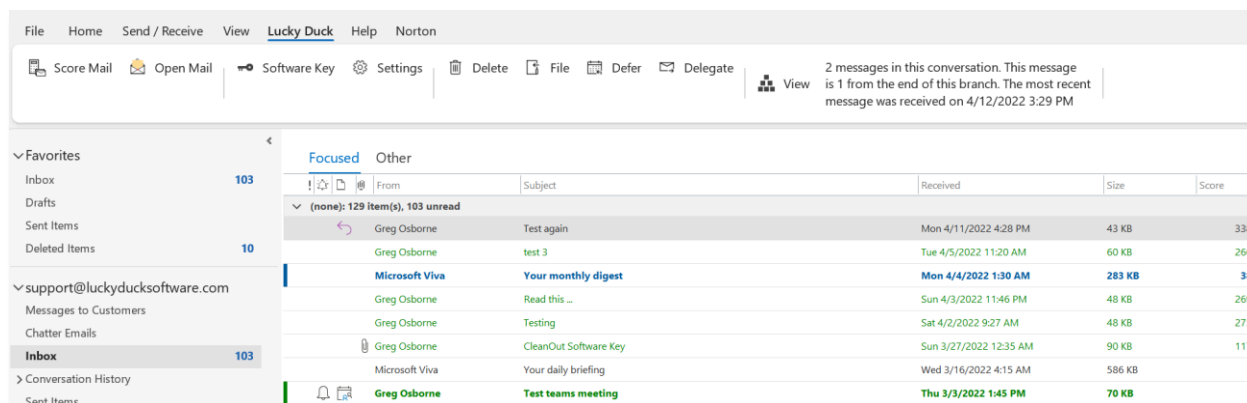 File Home Send / Receive View Lucky Duck Help Norton
Score Mail Open Mail Software Key Settings Delete File Defer Delegate View
2 messages in this conversation. This message
is 1 from the end of this branch. The most recent
message was received on 4/12/2022 3:29 PM
Favorites
Inbox 103
Drafts
Sent Items
Deleted Items 10
support@luckyducksoftware.com
Messages to Customers
Chatter Emails
Inbox 103
Conversation History
Sent Items
Focused Other
! From Subject Received Size Score
(none): 129 item(s), 103 unread
Greg Osborne Test again Mon 4/11/2022 4:28 PM 43 KB
Greg Osborne test 3 Tue 4/5/2022 11:20 AM 60 KB
Microsoft Viva Your monthly digest Mon 4/4/2022 1:30 AM 283 KB
Greg Osborne Read this ... Sun 4/3/2022 11:46 PM 48 KB
Greg Osborne Testing Sat 4/2/2022 9:27 AM 48 KB
Greg Osborne CleanOut Software Key Sun 3/27/2022 12:35 AM 90 KB
Microsoft Viva Your daily briefing Wed 3/16/2022 4:15 AM 586 KB
Greg Osborne Test teams meeting Thu 3/3/2022 1:45 PM 70 KB